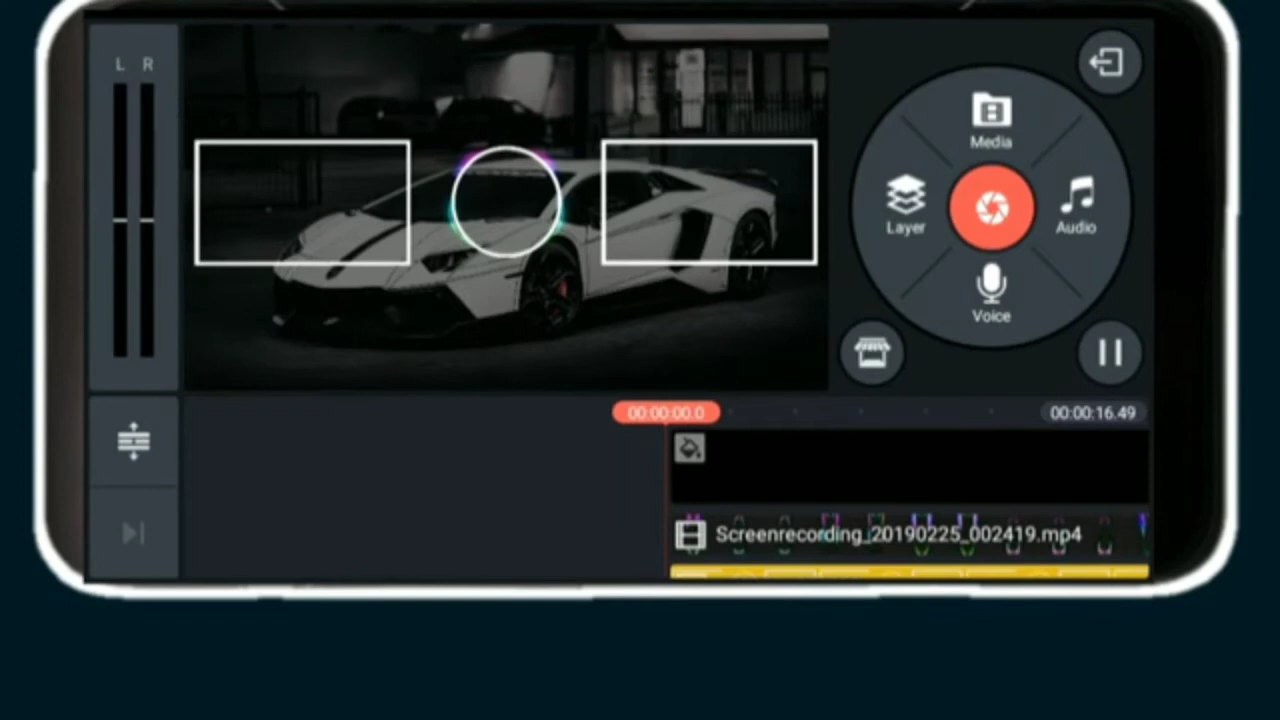 L R
Media
Layer
Audio
Voice
00:00:00.0
00:00:16.49
Screenrecording_20190225_002419.mp4